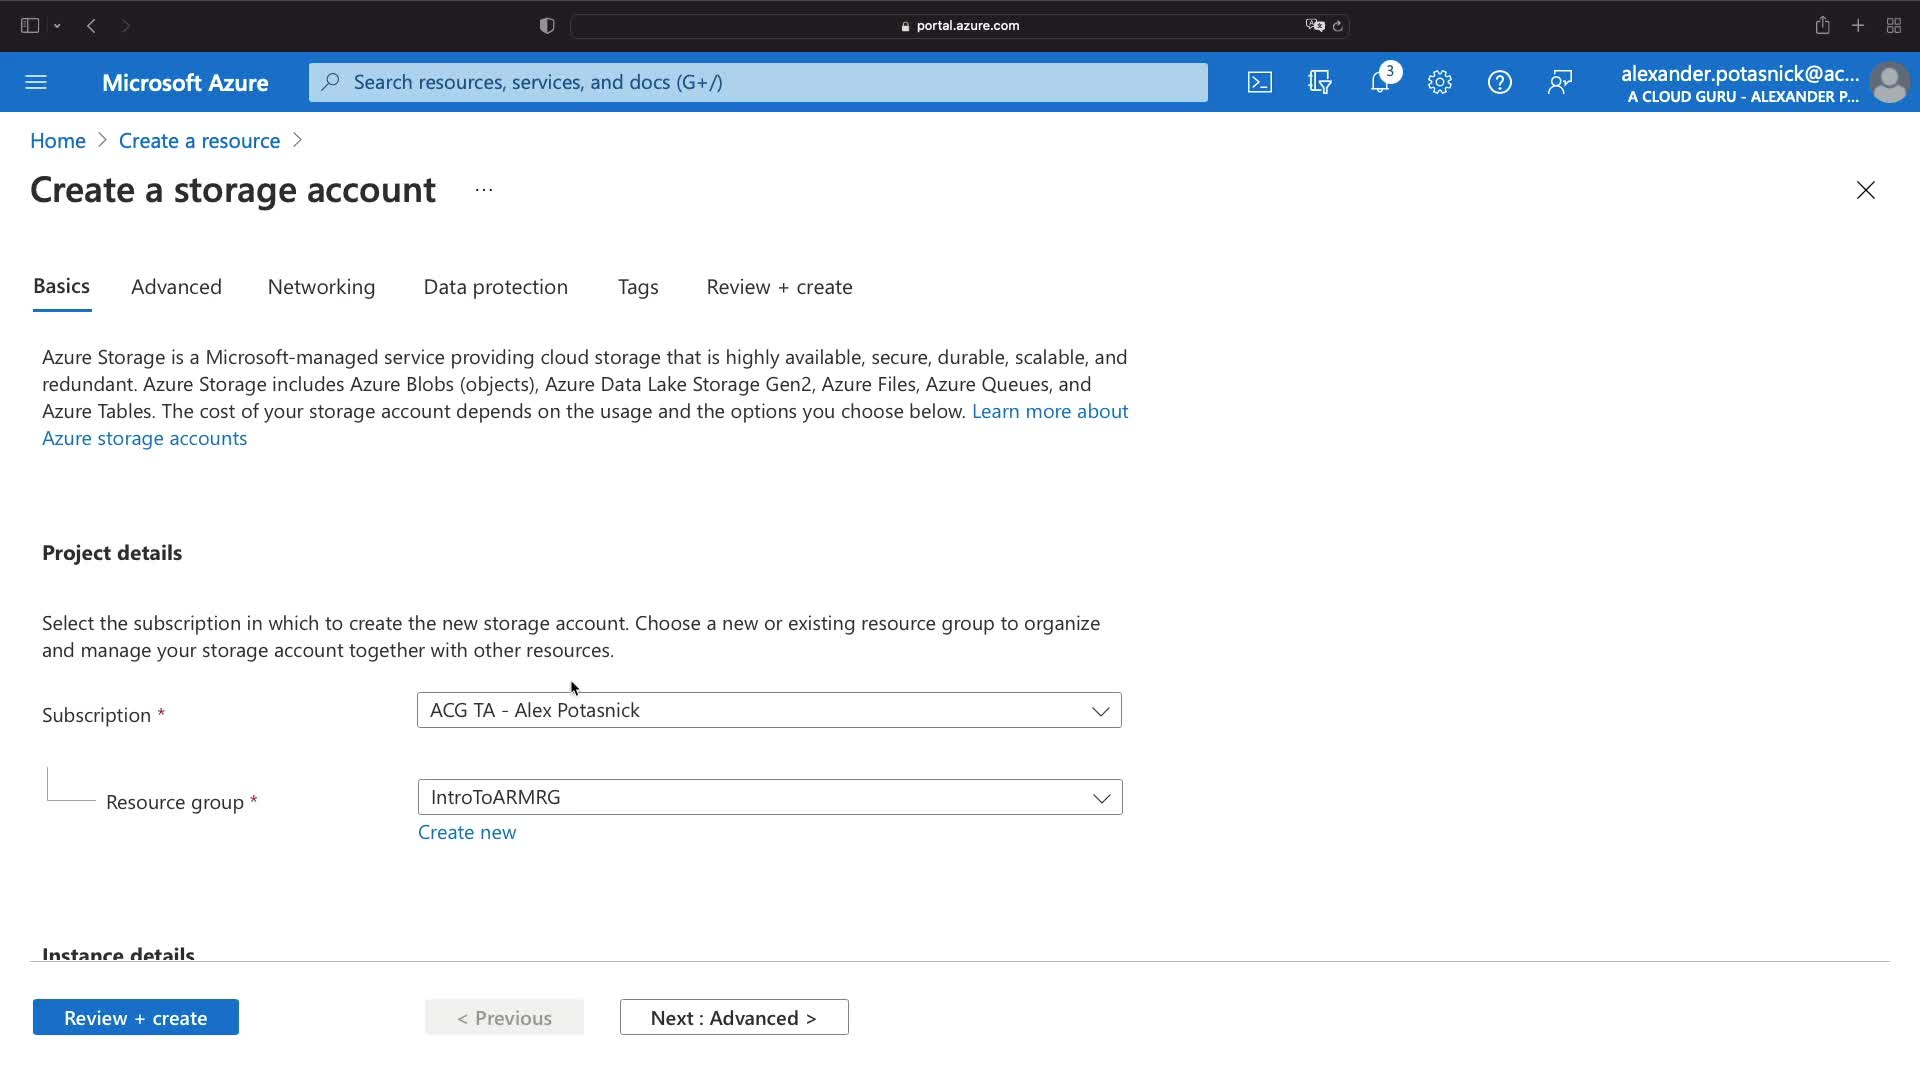 portal.azure.com
Microsoft Azure
Search resources, services, and docs (G+/)
3
alexander.potasnick@ac...
A CLOUD GURU - ALEXANDER P...
Home > Create a resource >
Create a storage account ...
Basics Advanced Networking Data protection Tags Review + create
Azure Storage is a Microsoft-managed service providing cloud storage that is highly available, secure, durable, scalable, and
redundant. Azure Storage includes Azure Blobs (objects), Azure Data Lake Storage Gen2, Azure Files, Azure Queues, and
Azure Tables. The cost of your storage account depends on the usage and the options you choose below. Learn more about
Azure storage accounts
Project details
Select the subscription in which to create the new storage account. Choose a new or existing resource group to organize
and manage your storage account together with other resources.
Subscription * ACG TA - Alex Potasnick
Resource group * IntroToARMRG
Create new
Instance details
Review + create < Previous Next : Advanced >